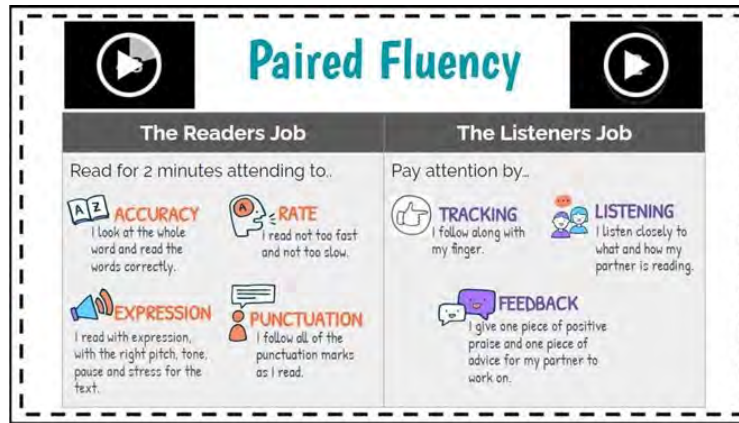 Paired Fluency
The Readers Job
Read for 2 minutes attending to..
A Z ACCURACY
I look at the whole
word and read the
words correctly.
A RATE
I read not too fast
and not too slow.
EXPRESSION
I read with expression,
with the right pitch, tone,
pause and stress for the
text.
PUNCTUATION
I follow all of the
punctuation marks
as I read.
The Listeners Job
Pay attention by…
TRACKING
I follow along with
my finger.
LISTENING
I listen closely to
what and how my
partner is reading.
FEEDBACK
I give one piece of positive
praise and one piece of
advice for my partner to
work on.